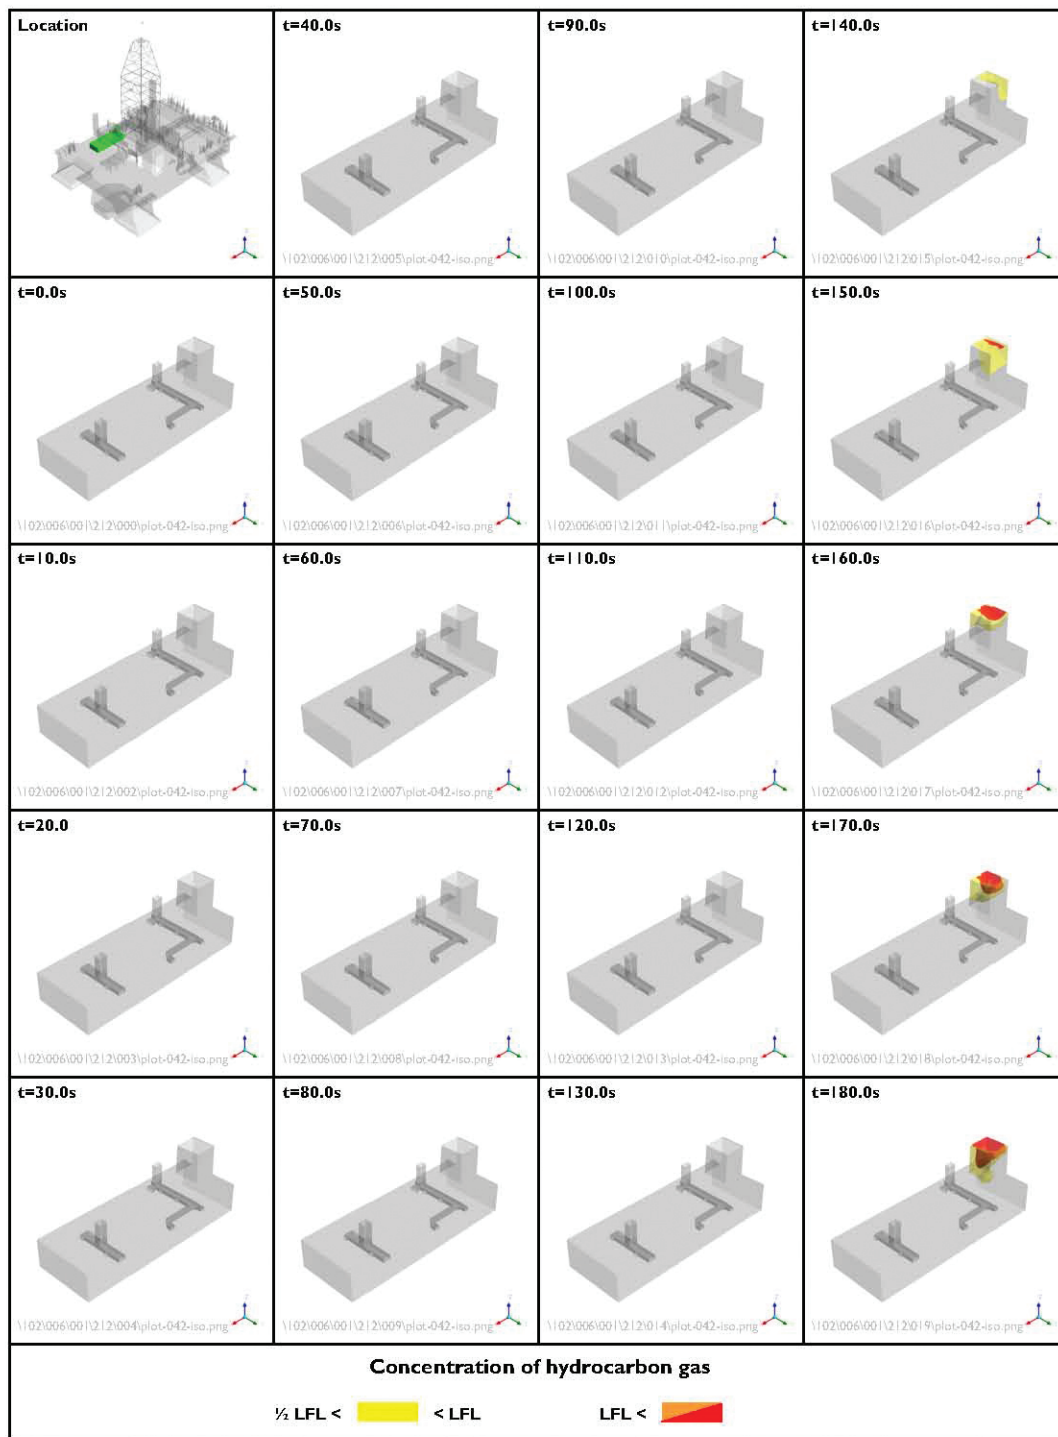 Location
t=40.0s
t=90.0s
t=140.0s
\102\006\001\212\005\plot-042-iso.png
\102\006\001\212\010\plot-042-iso.png
\102\006\001\212\015\plot-042-iso.png
t=0.0s
t=50.0s
t=100.0s
t=150.0s
\102\006\001\212\000\plot-042-iso.png
\102\006\001\212\006\plot-042-iso.png
\102\006\001\212\011\plot-042-iso.png
\102\006\001\212\016\plot-042-iso.png
t=10.0s
t=60.0s
t=110.0s
t=160.0s
\102\006\001\212\002\plot-042-iso.png
\102\006\001\212\007\plot-042-iso.png
\102\006\001\212\012\plot-042-iso.png
\102\006\001\212\017\plot-042-iso.png
t=20.0
t=70.0s
t=120.0s
t=170.0s
\102\006\001\212\003\plot-042-iso.png
\102\006\001\212\008\plot-042-iso.png
\102\006\001\212\013\plot-042-iso.png
\102\006\001\212\018\plot-042-iso.png
t=30.0s
t=80.0s
t=130.0s
t=180.0s
\102\006\001\212\004\plot-042-iso.png
\102\006\001\212\009\plot-042-iso.png
\102\006\001\212\014\plot-042-iso.png
\102\006\001\212\019\plot-042-iso.png
Concentration of hydrocarbon gas
½ LFL < < LFL LFL <